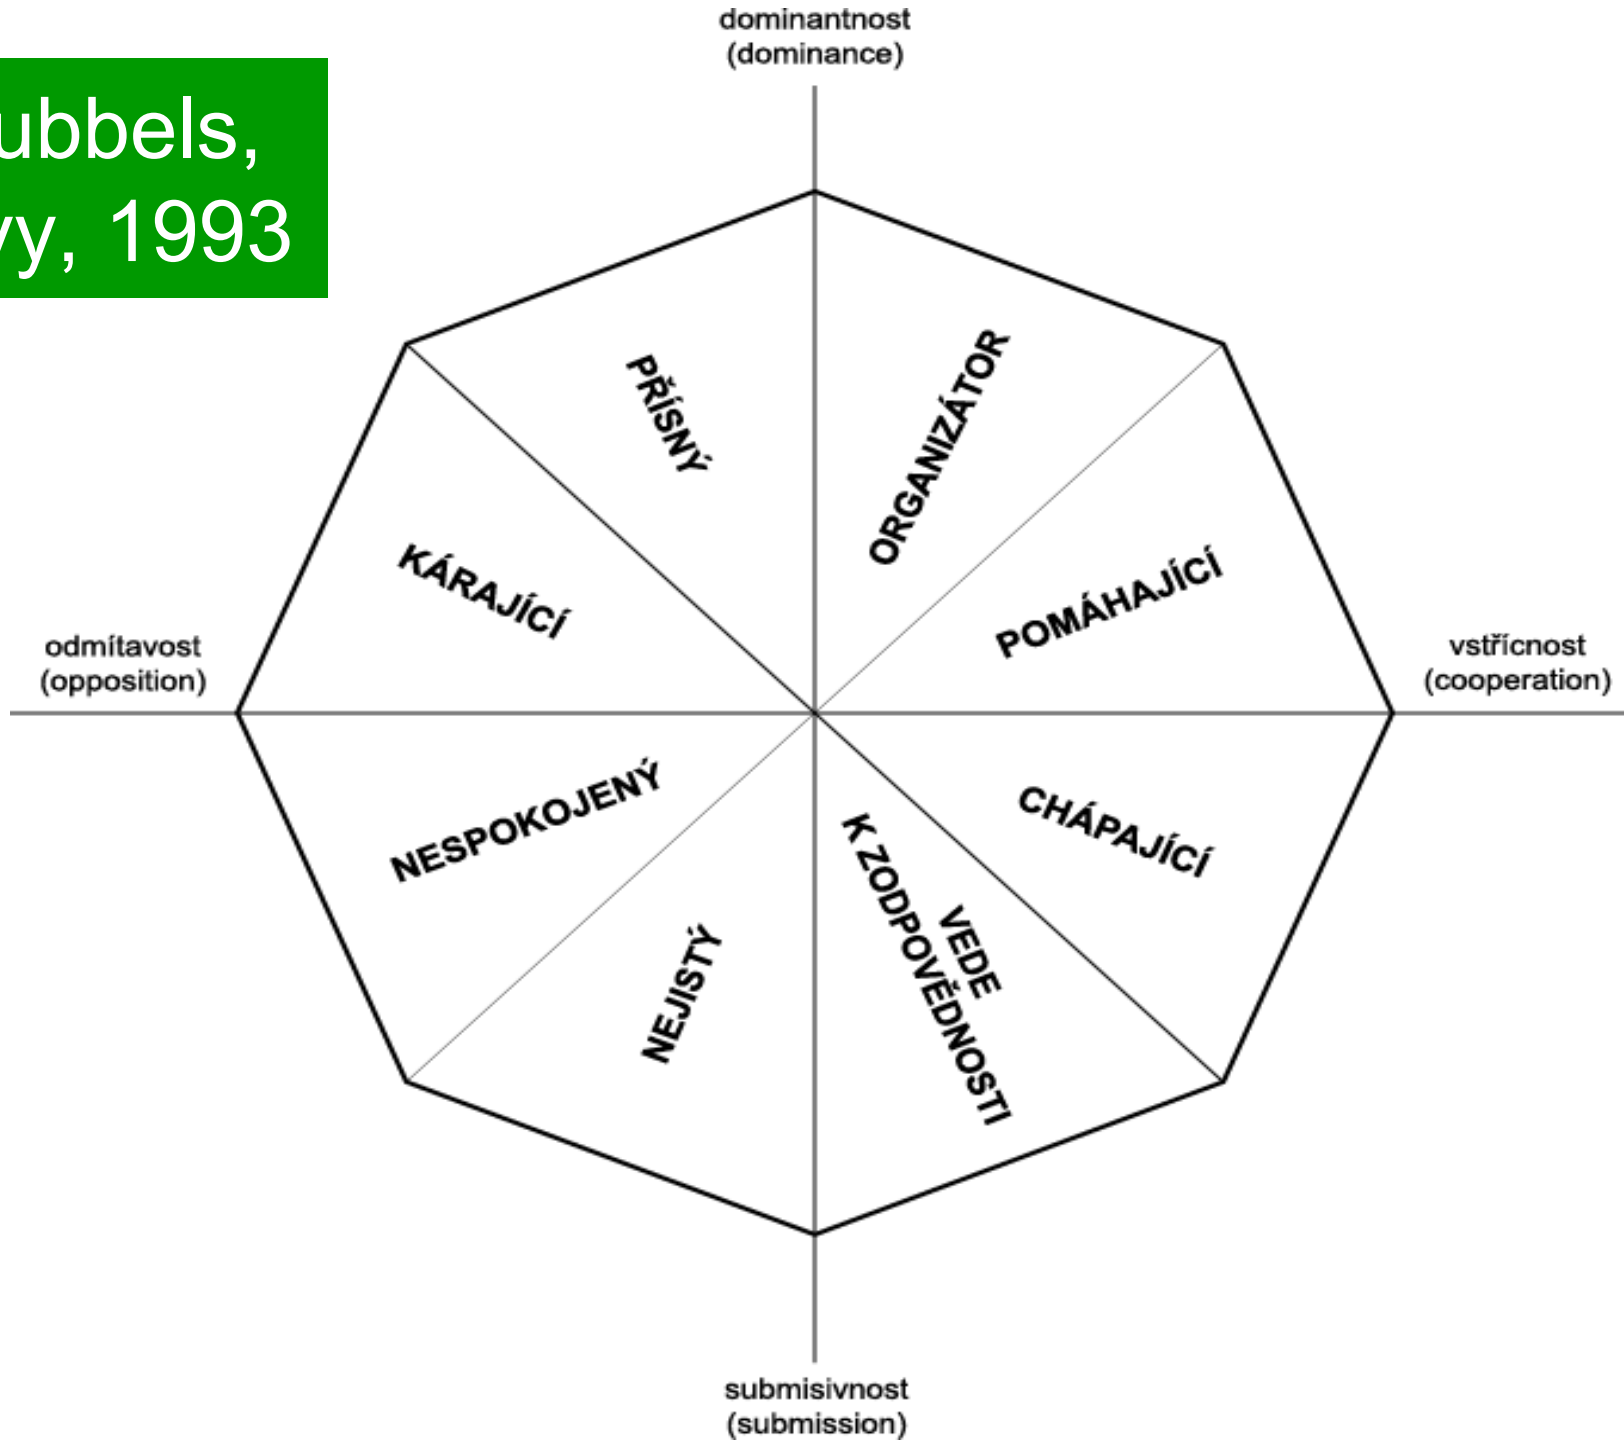 dominantnost
(dominance)
ubbels,
vy, 1993
PŘÍSNÝ
ORGANIZÁTOR
KÁRAJÍCÍ
POMÁHAJÍCÍ
odmítavost
(opposition)
vstřícnost
(cooperation)
NESPOKOJENÝ
CHÁPAJÍCÍ
NEJISTÝ
VEDE
K ZODPOVĚDNOSTI
submisivnost
(submission)